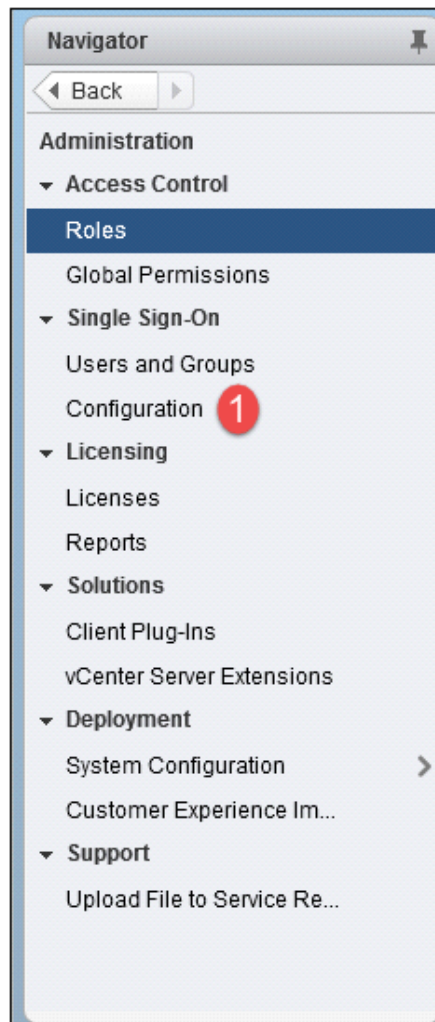 Navigator
Back
Administration
Access Control
Roles
Global Permissions
Single Sign-On
Users and Groups
Configuration 1
Licensing
Licenses
Reports
Solutions
Client Plug-Ins
vCenter Server Extensions
Deployment
System Configuration
Customer Experience Im...
Support
Upload File to Service Re...